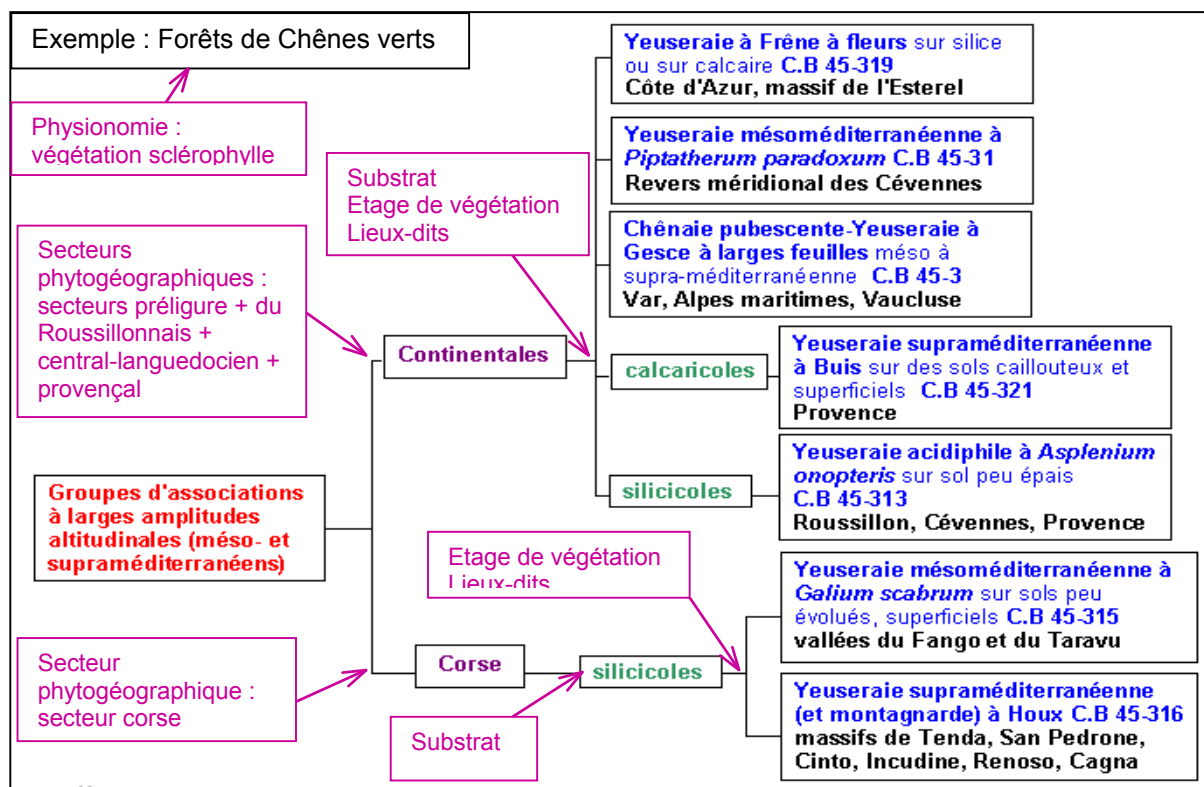 Exemple : Forêts de Chênes verts
Physionomie :
végétation sclérophylle
Secteurs
phytogéographiques :
secteurs préligure + du
Roussillonnais +
central-languedocien +
provençal
Substrat
Etage de végétation
Lieux-dits
Groupes d'associations
à larges amplitudes
altitudinales (méso- et
supraméditerranéens)
Continentales
Yeuseraie à Frêne à fleurs sur silice
ou sur calcaire C.B 45-319
Côte d'Azur, massif de l'Esterel
Yeuseraie mésoméditerranéenne à
Piptatherum paradoxum C.B 45-31
Revers méridional des Cévennes
Chênaie pubescente-Yeuseraie à
Gesce à larges feuilles méso à
supra-méditerranéenne C.B 45-3
Var, Alpes maritimes, Vaucluse
calcaricoles
Yeuseraie supraméditerranéenne
à Buis sur des sols caillouteux et
superficiels C.B 45-321
Provence
silicicoles
Yeuseraie acidiphile à Asplenium
onopteris sur sol peu épais
C.B 45-313
Roussillon, Cévennes, Provence
Secteur
phytogéographique :
secteur corse
Corse
Substrat
silicicoles
Etage de végétation
Lieux-dits
Yeuseraie mésoméditerranéenne à
Galium scabrum sur sols peu
évolués, superficiels C.B 45-315
vallées du Fango et du Taravu
Yeuseraie supraméditerranéenne
(et montagnarde) à Houx C.B 45-316
massifs de Tenda, San Pedrone,
Cinto, Incudine, Renoso, Cagna